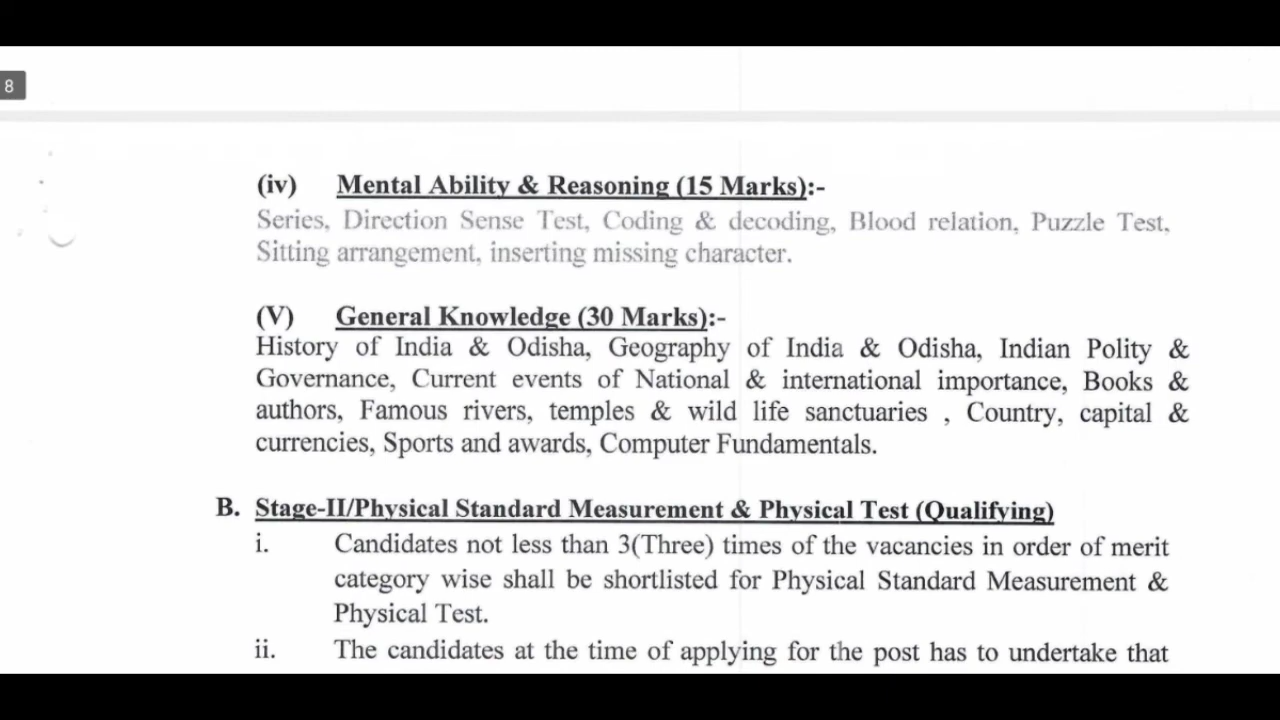 8
(iv) Mental Ability & Reasoning (15 Marks):-
Series, Direction Sense Test, Coding & decoding, Blood relation, Puzzle Test,
Sitting arrangement, inserting missing character.
(V) General Knowledge (30 Marks):-
History of India & Odisha, Geography of India & Odisha, Indian Polity &
Governance, Current events of National & international importance, Books &
authors, Famous rivers, temples & wild life sanctuaries , Country, capital &
currencies, Sports and awards, Computer Fundamentals.
B. Stage-II/Physical Standard Measurement & Physical Test (Qualifying)
i. Candidates not less than 3(Three) times of the vacancies in order of merit
category wise shall be shortlisted for Physical Standard Measurement &
Physical Test.
ii. The candidates at the time of applying for the post has to undertake that